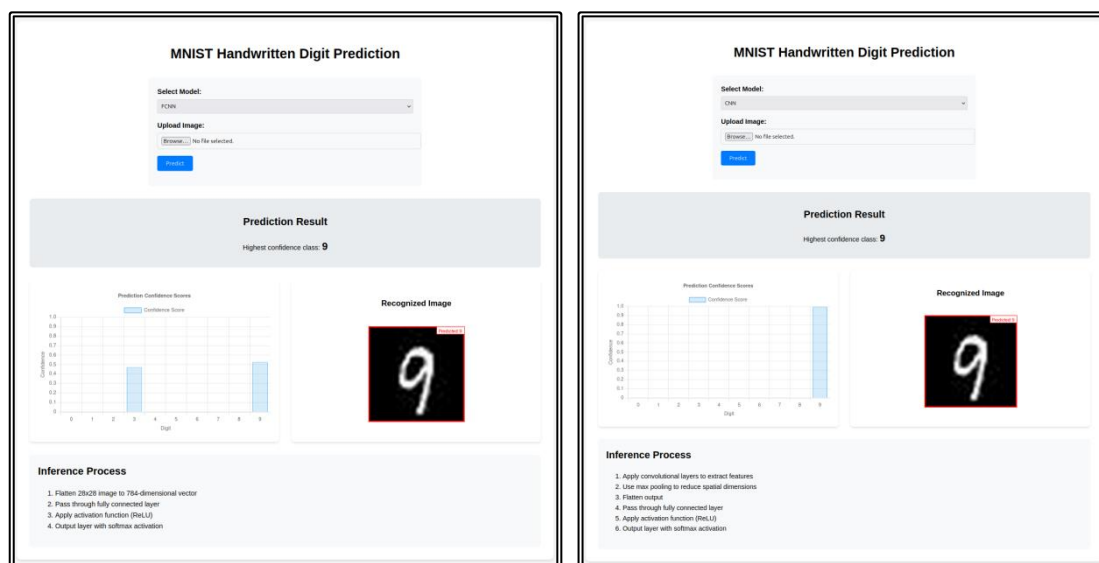 MNIST Handwritten Digit Prediction
Select Model:
FCNN
Upload Image:
Browse... No file selected.
Predict
Prediction Result
Highest confidence class: 9
Prediction Confidence Scores
Confidence Score
1.0
0.9
0.8
0.7
0.6
0.5
0.4
0.3
0.2
0.1
0
Confidence
0 1 2 3 4 5 6 7 8 9
Digit
Recognized Image
Predicted: 9
9
Inference Process
1. Flatten 28x28 image to 784-dimensional vector
2. Pass through fully connected layer
3. Apply activation function (ReLU)
4. Output layer with softmax activation
MNIST Handwritten Digit Prediction
Select Model:
CNN
Upload Image:
Browse... No file selected.
Predict
Prediction Result
Highest confidence class: 9
Prediction Confidence Scores
Confidence Score
1.0
0.9
0.8
0.7
0.6
0.5
0.4
0.3
0.2
0.1
0
Confidence
0 1 2 3 4 5 6 7 8 9
Digit
Recognized Image
Predicted: 9
9
Inference Process
1. Apply convolutional layers to extract features
2. Use max pooling to reduce spatial dimensions
3. Flatten output
4. Pass through fully connected layer
5. Apply activation function (ReLU)
6. Output layer with softmax activation